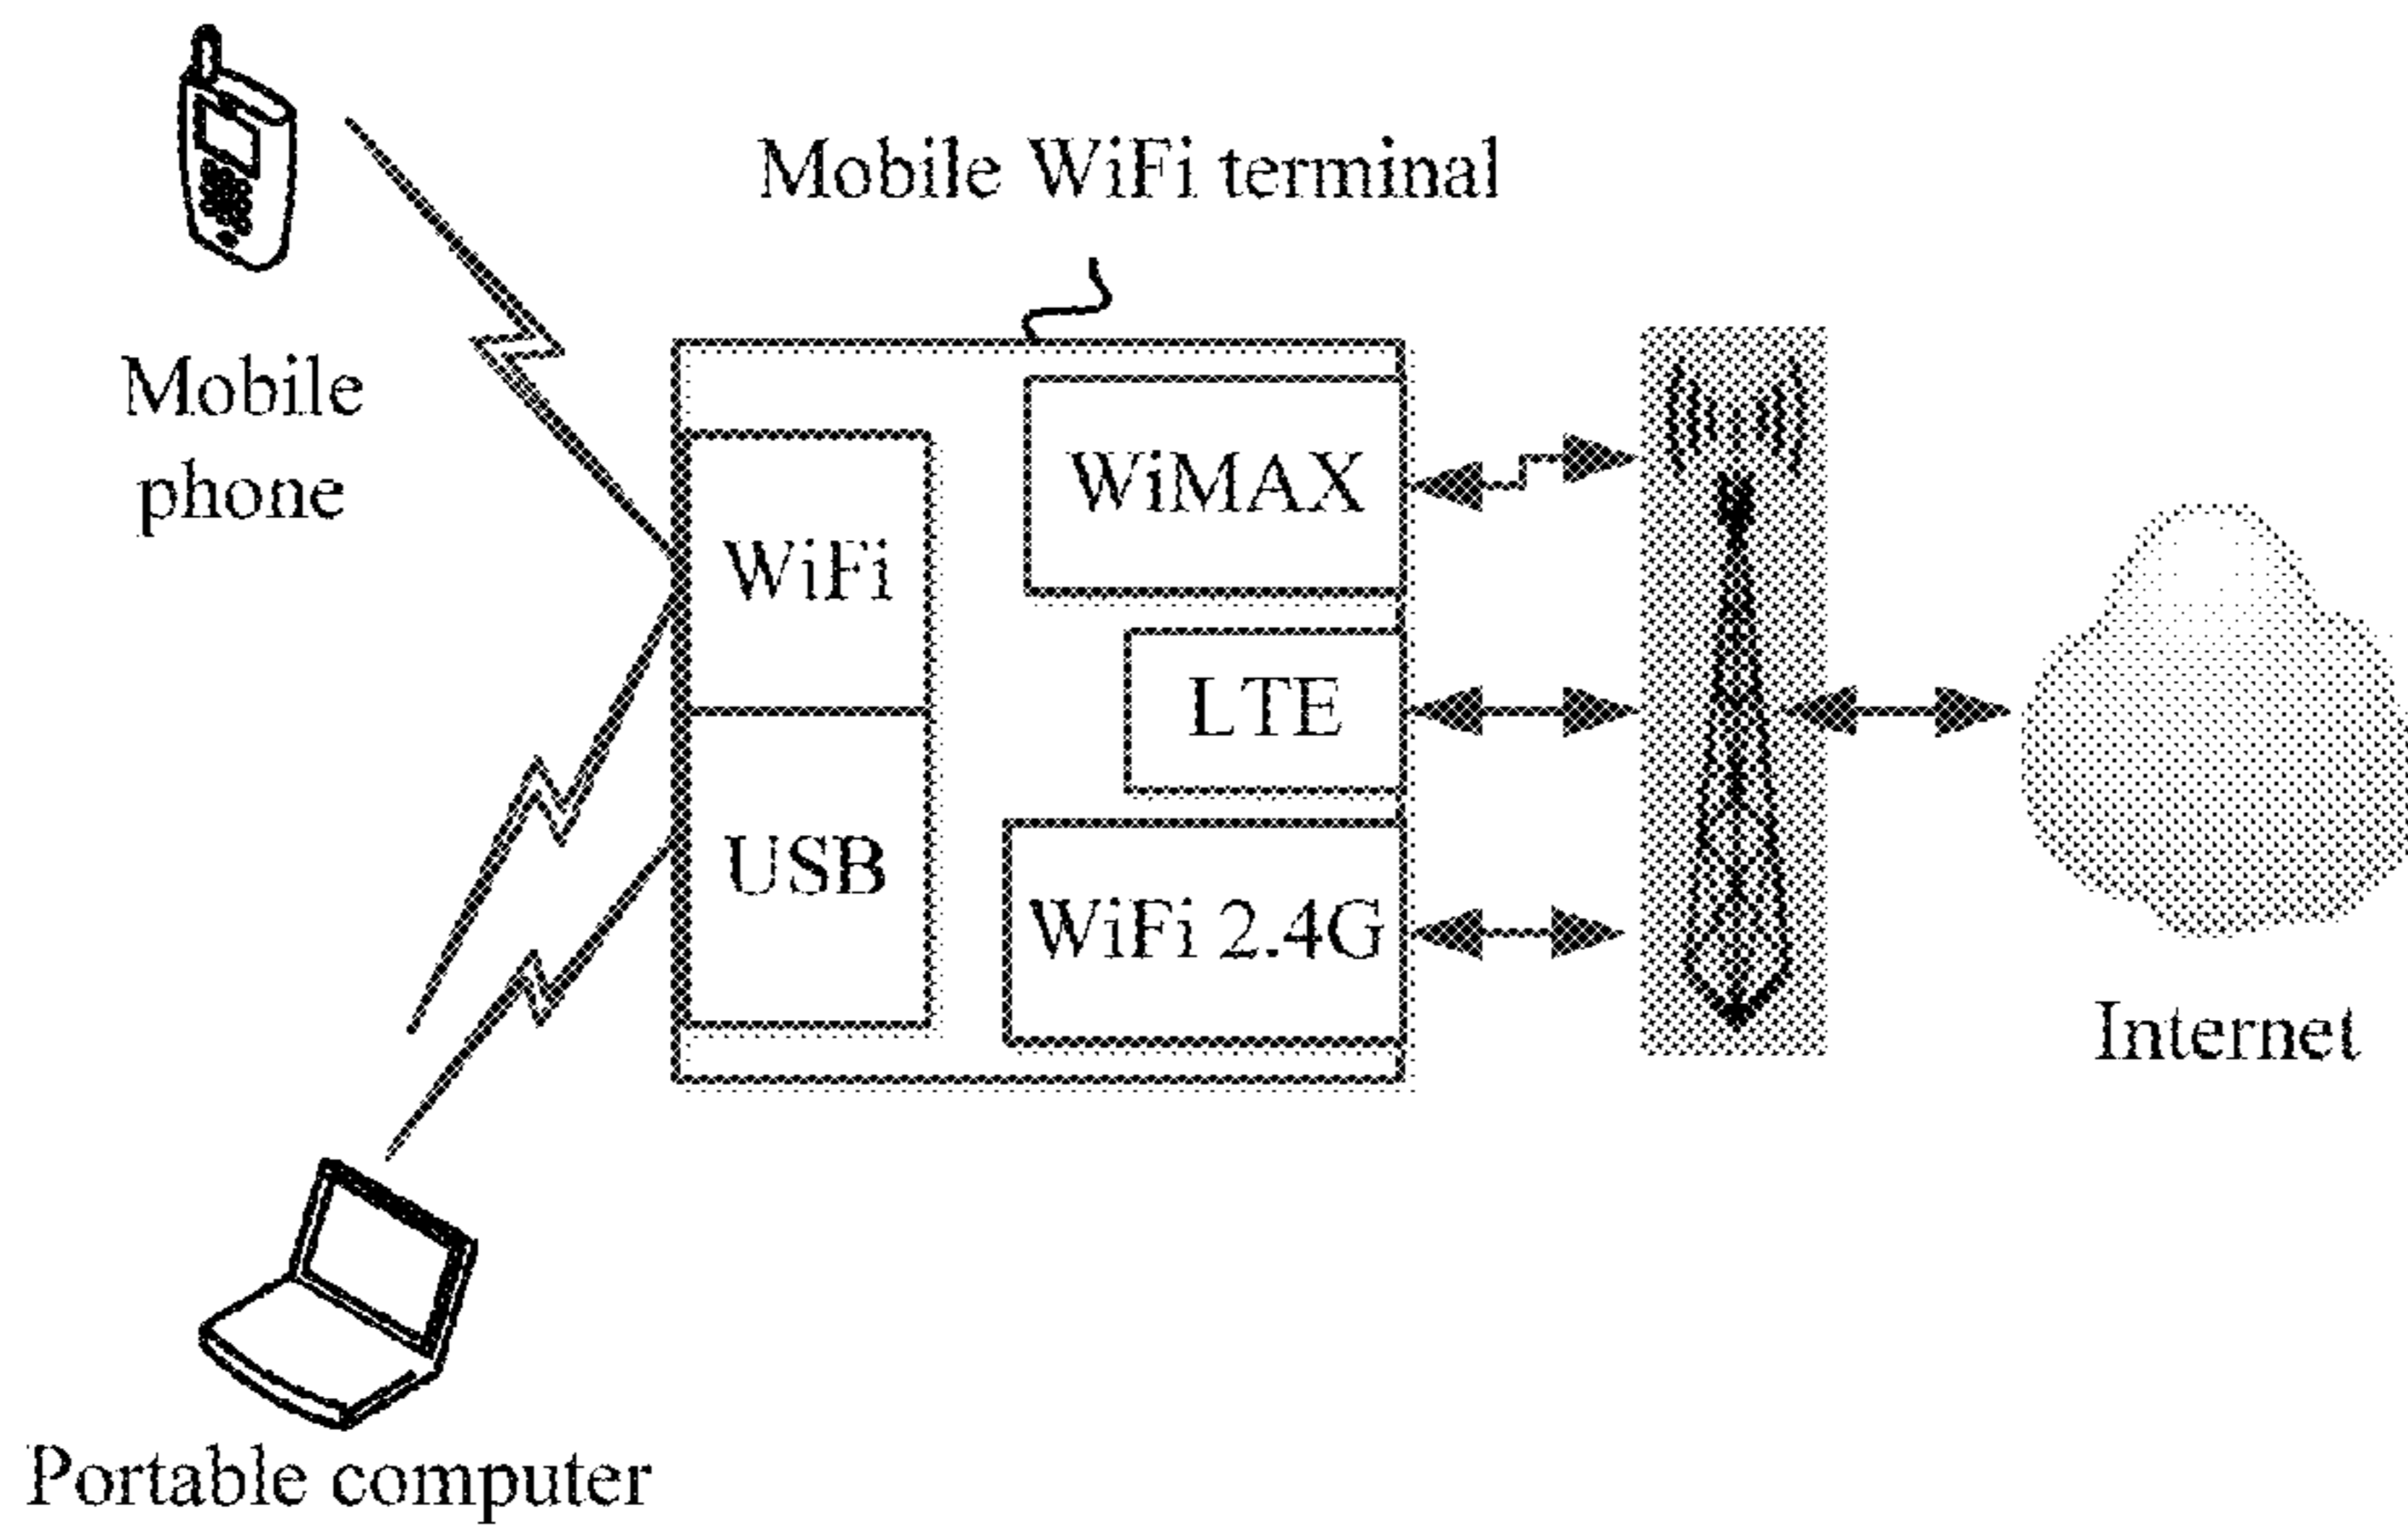 Mobile WiFi terminal
Mobile
phone
WiFi
USB
WiMAX
LTE
WiFi 2.4G
Internet
Portable computer